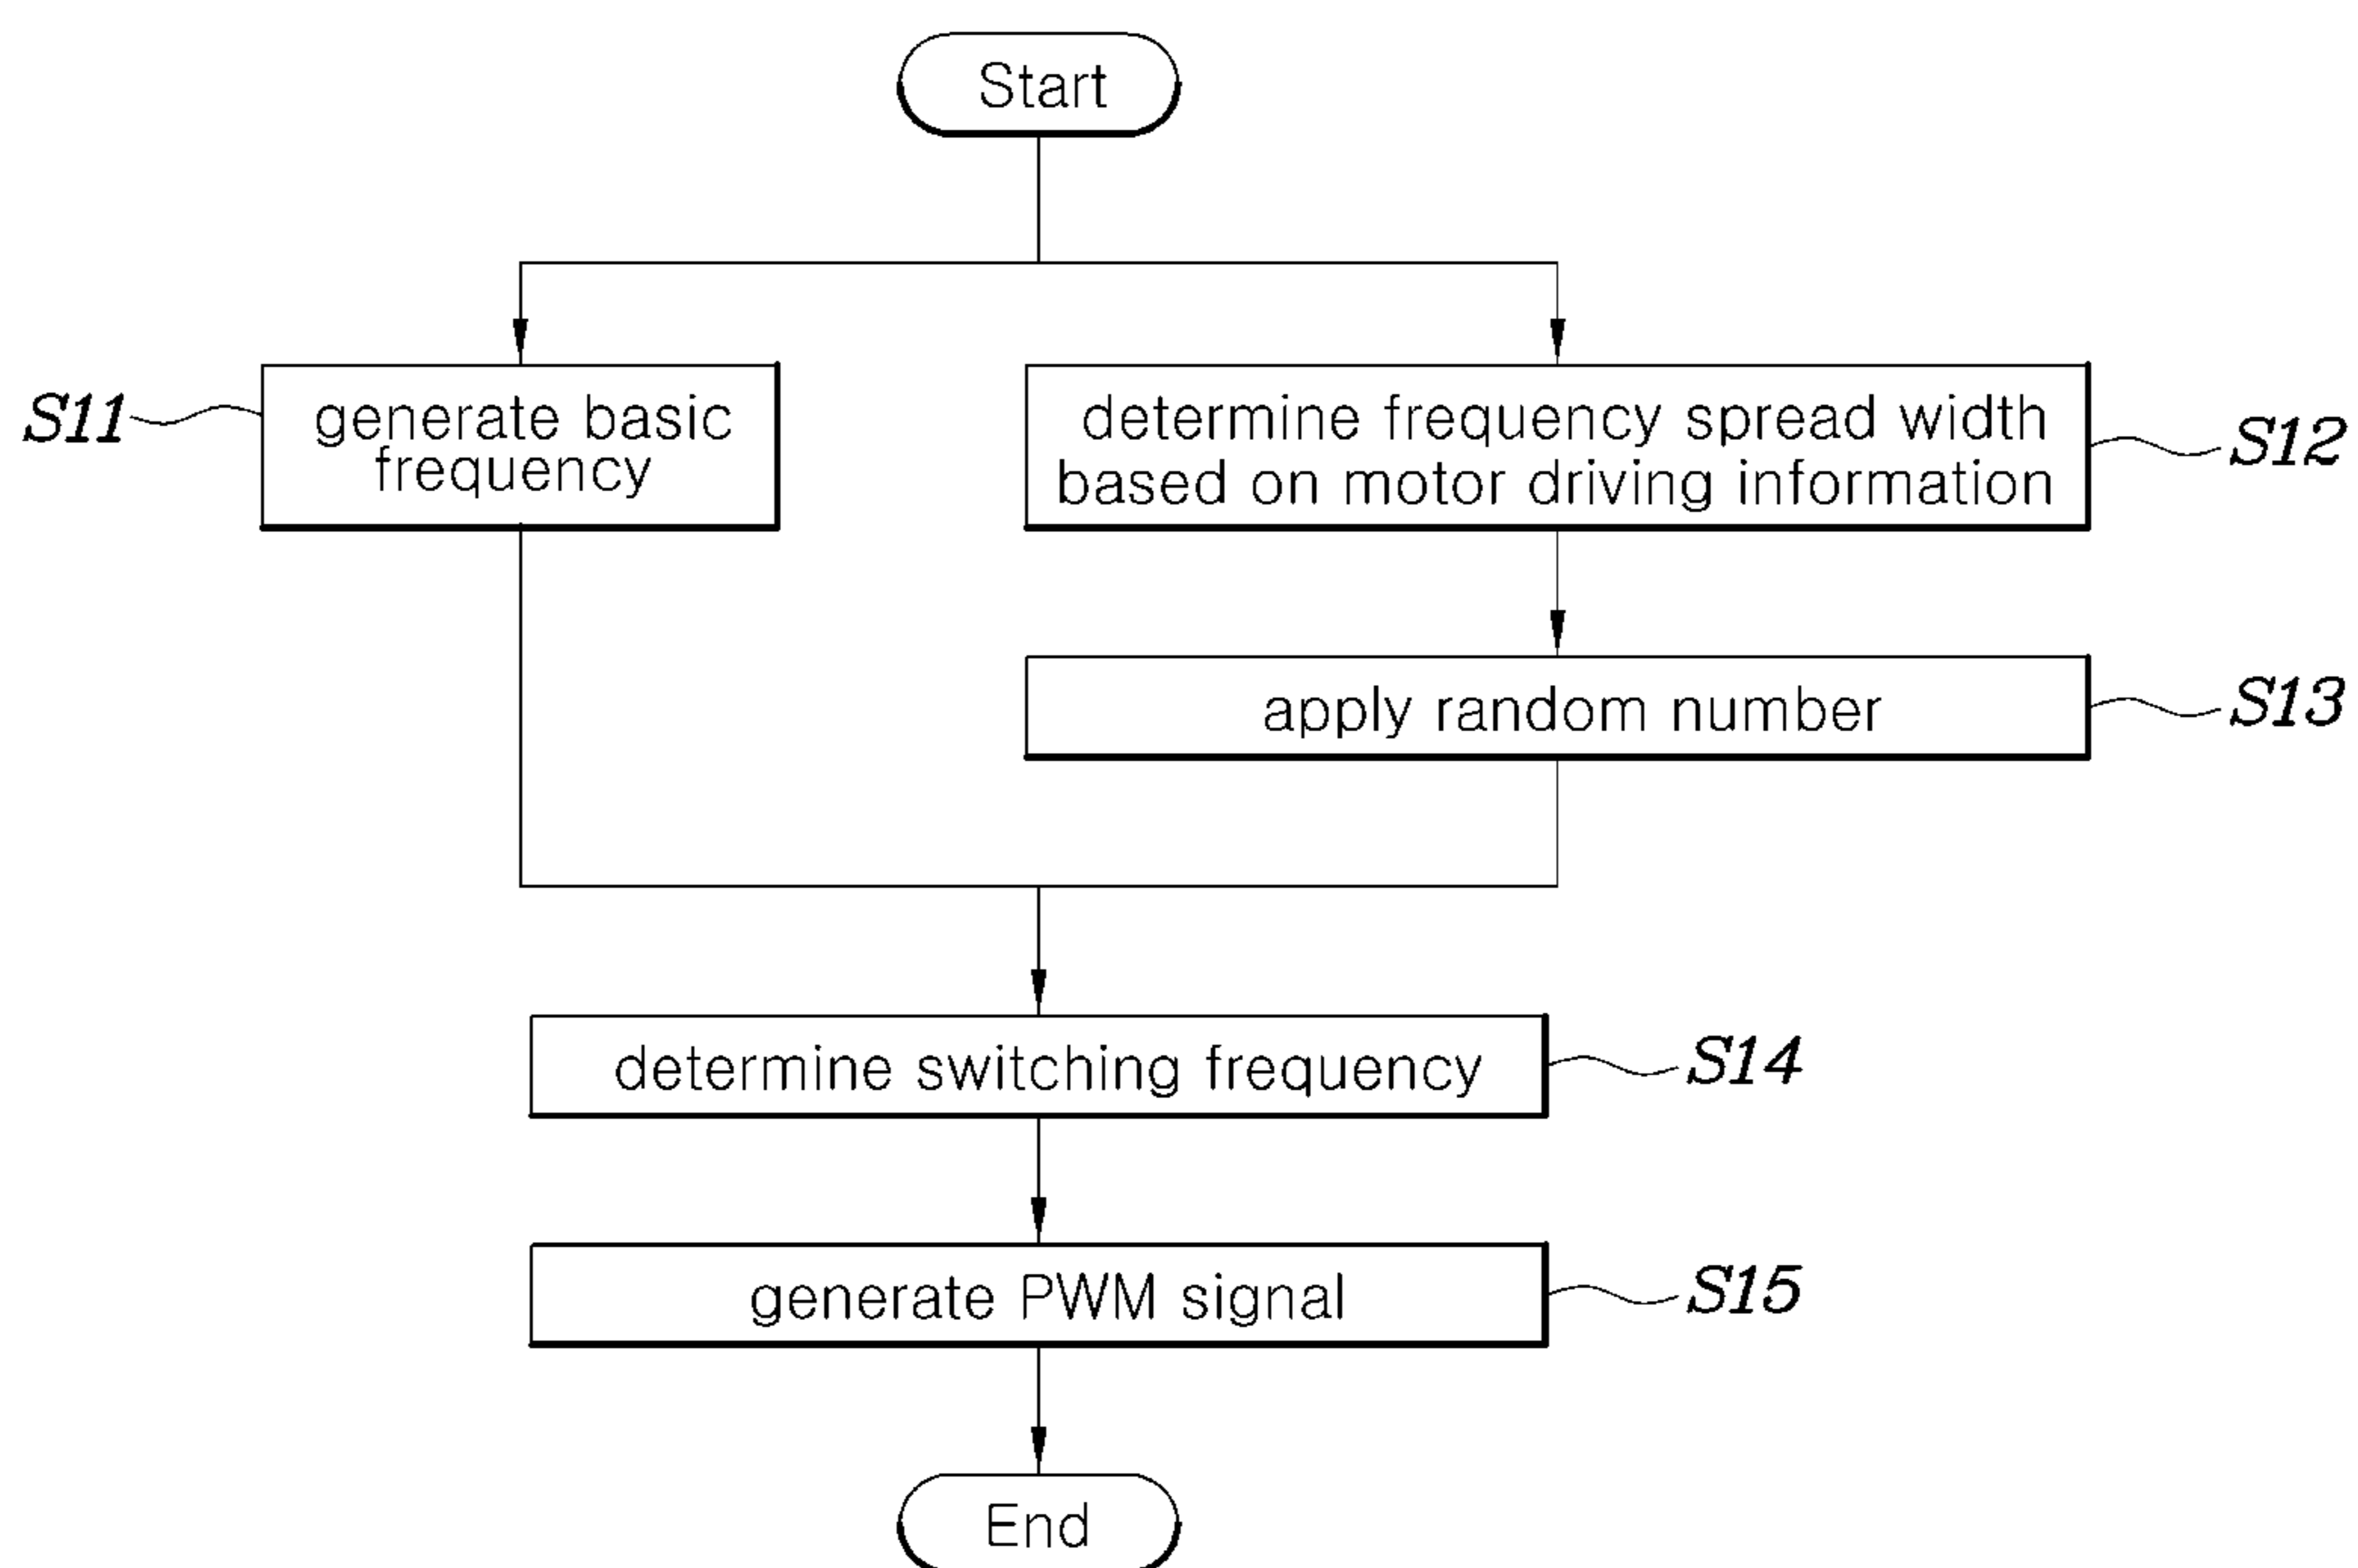 Start
S11
generate basic
frequency
determine frequency spread width
based on motor driving information
S12
apply random number
S13
determine switching frequency
S14
generate PWM signal
S15
End